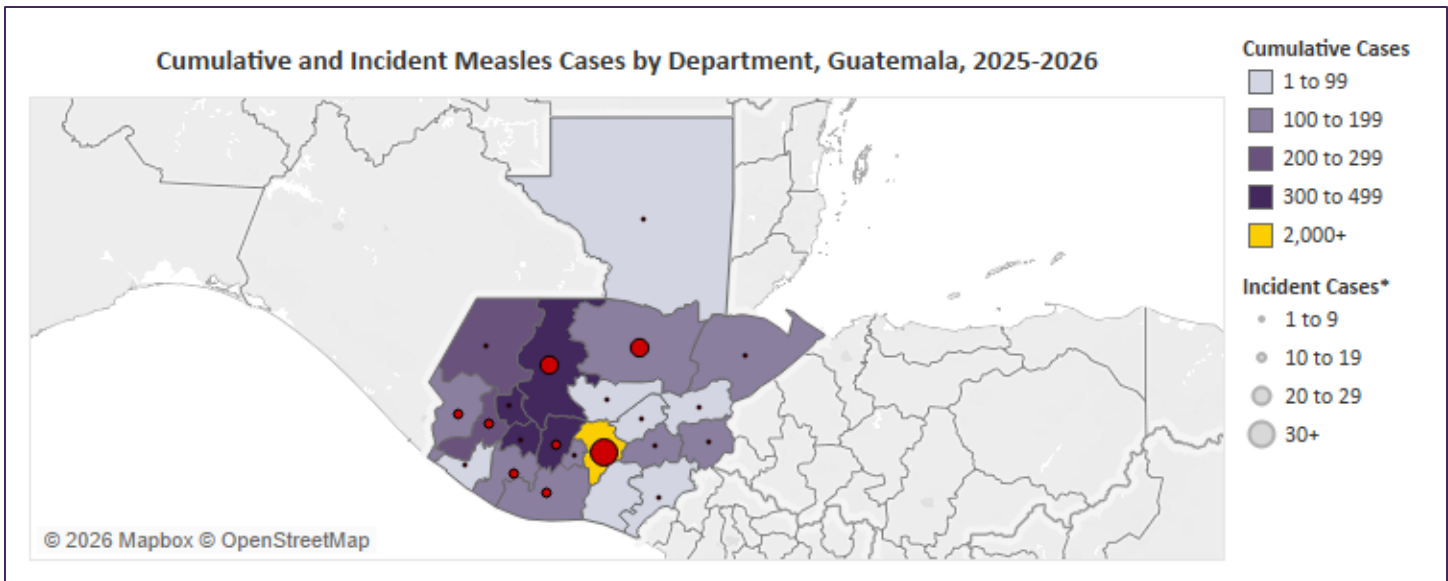 Cumulative and Incident Measles Cases by Department, Guatemala, 2025-2026
Cumulative Cases
1 to 99
100 to 199
200 to 299
300 to 499
2,000+
Incident Cases*
1 to 9
10 to 19
20 to 29
30+
© 2026 Mapbox © OpenStreetMap